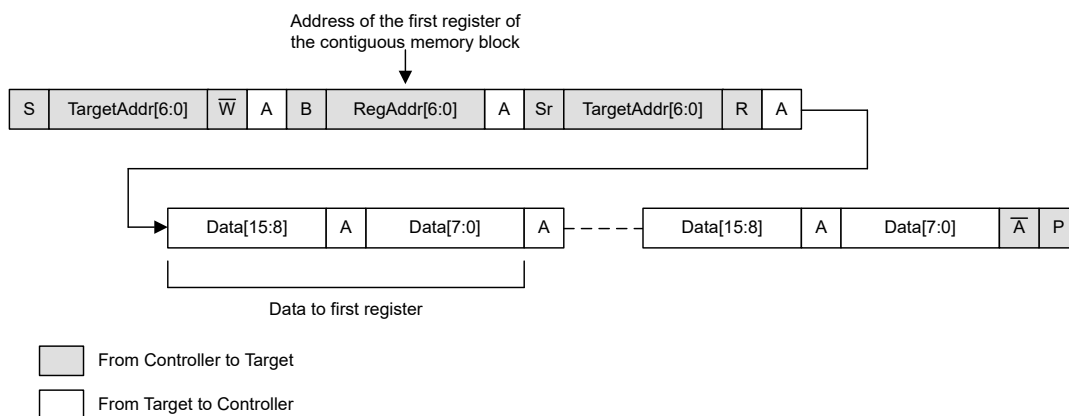 Address of the first register of
the contiguous memory block
S TargetAddr[6:0] W̅ A B RegAddr[6:0] A Sr TargetAddr[6:0] R A
Data[15:8] A Data[7:0] A Data[15:8] A Data[7:0] A̅ P
Data to first register
From Controller to Target
From Target to Controller